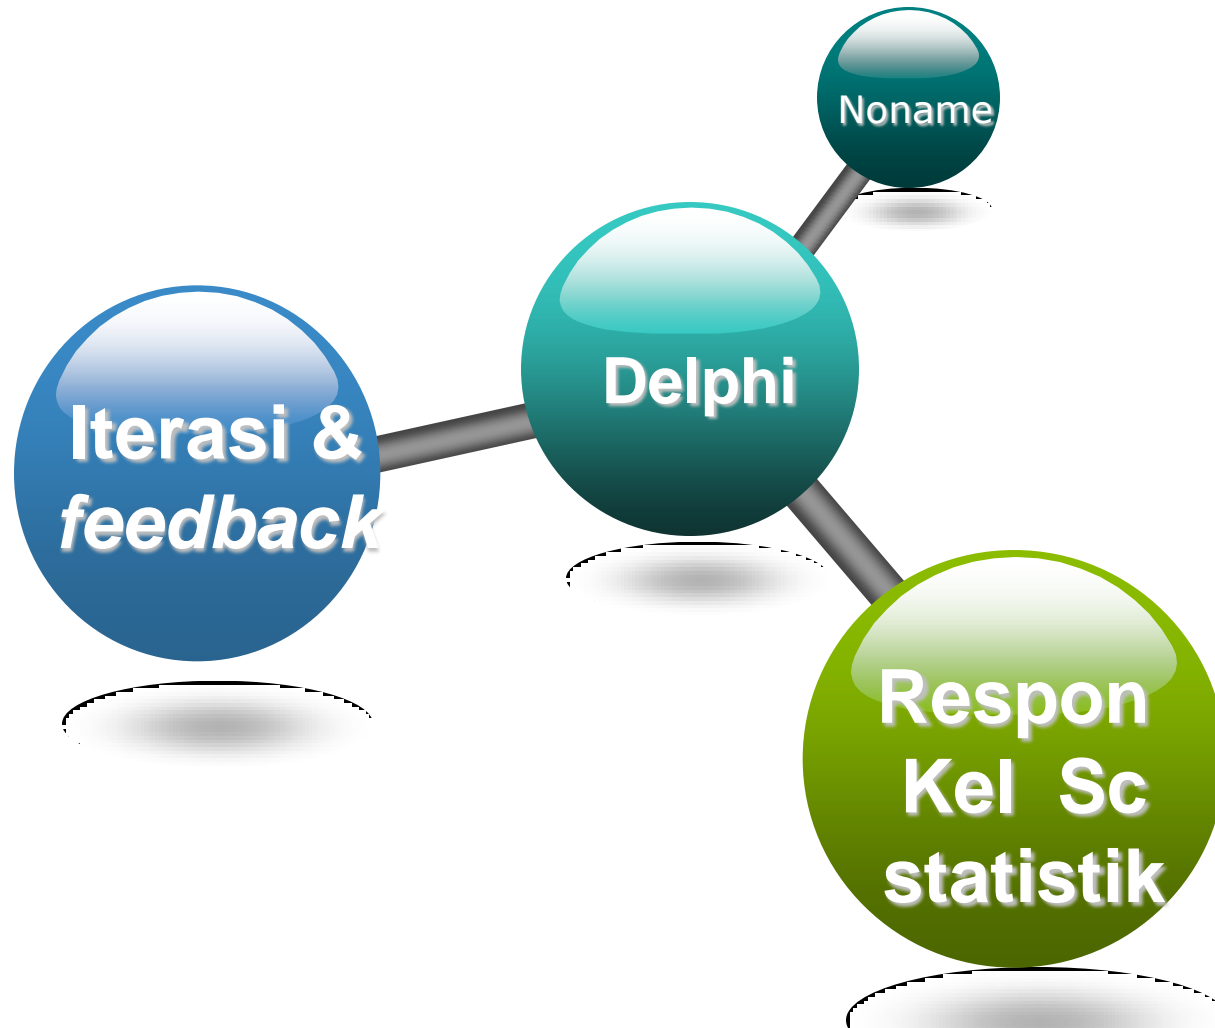 Noname
Delphi
Iterasi &
feedback
Respon
Kel Sc
statistik